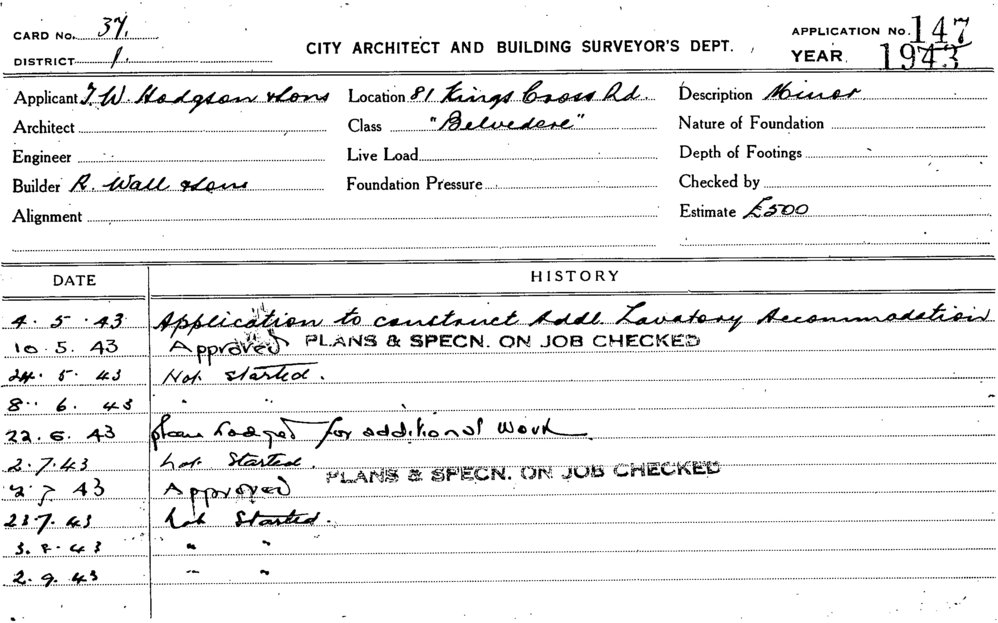 CARD No. 37. CITY ARCHITECT AND BUILDING SURVEYOR'S DEPT. APPLICATION No. 147
DISTRICT 1. YEAR 1943
Applicant T. W. Hodgson & Sons Location 81 Kings Cross Rd. Description Minor
Architect Class "Belvedere" Nature of Foundation
Engineer Live Load Depth of Footings
Builder R. Wall & Sons Foundation Pressure Checked by
Alignment Estimate £500
DATE HISTORY
4. 5. 43 Application to construct Addl. Lavatory Accommodation
10. 5. 43 Approved PLANS & SPECN. ON JOB CHECKED
24. 5. 43 Not started.
8. 6. 43 " "
22. 6. 43 plan lodged for additional work
2. 7. 43 Not Started.
2. 7. 43 Approved PLANS & SPECN. ON JOB CHECKED
23 7. 43 Not Started.
3. 8. 43 " "
2. 9. 43 " "